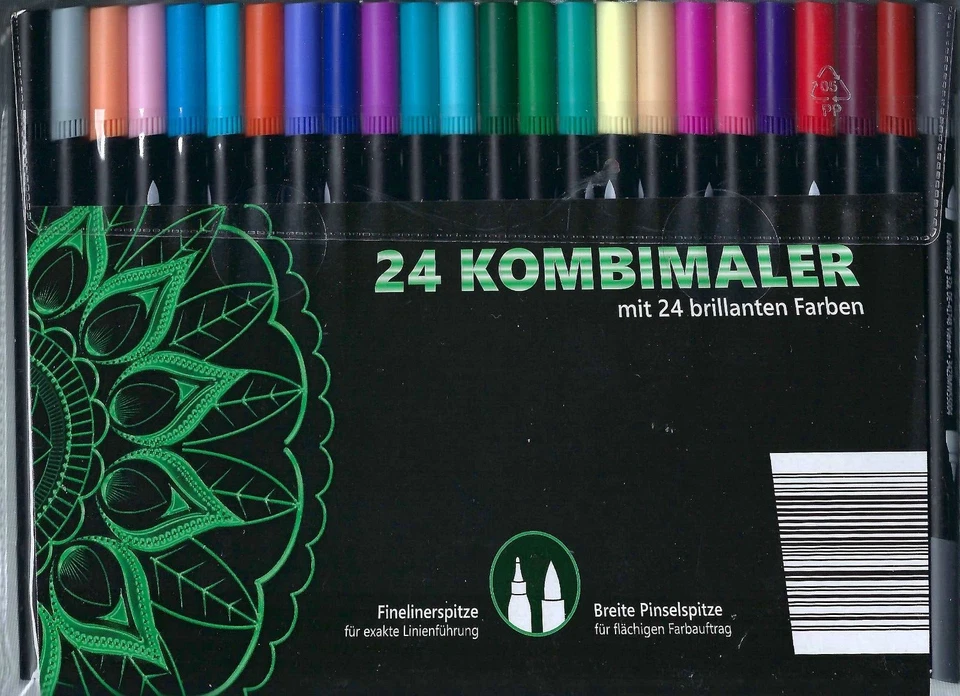 05
PP
24 KOMBIMALER
mit 24 brillanten Farben
Finelinerspitze
für exakte Linienführung
Breite Pinselspitze
für flächigen Farbauftrag